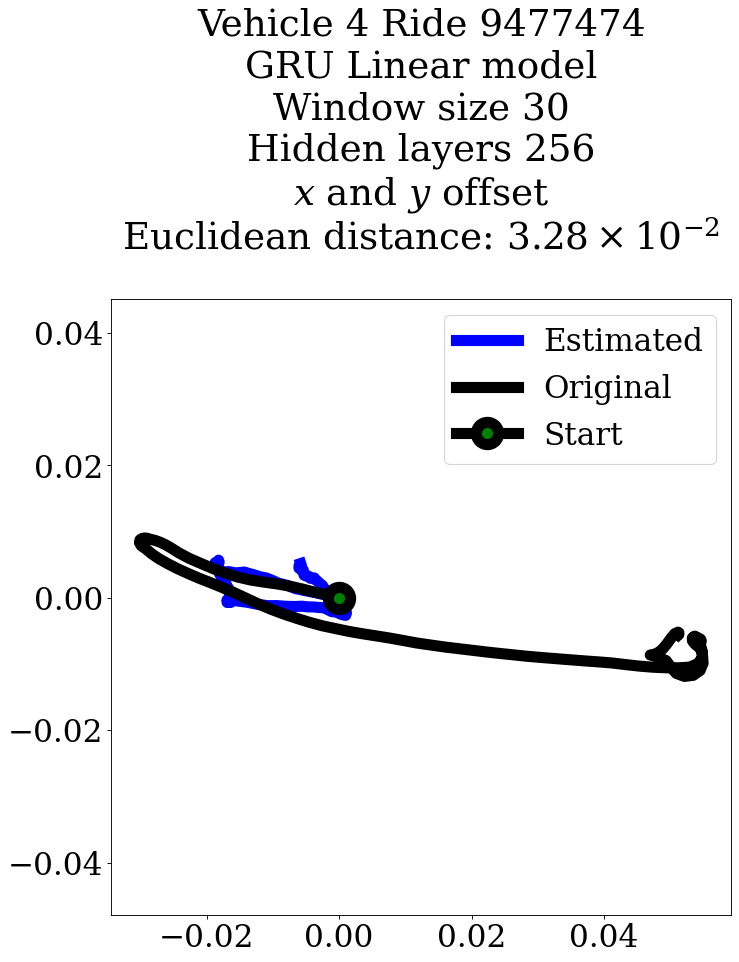 Vehicle 4 Ride 9477474
GRU Linear model
Window size 30
Hidden layers 256
x and y offset
Euclidean distance: 3.28 × 10⁻²
Estimated
Original
Start
0.04
0.02
0.00
−0.02
−0.04
−0.02 0.00 0.02 0.04